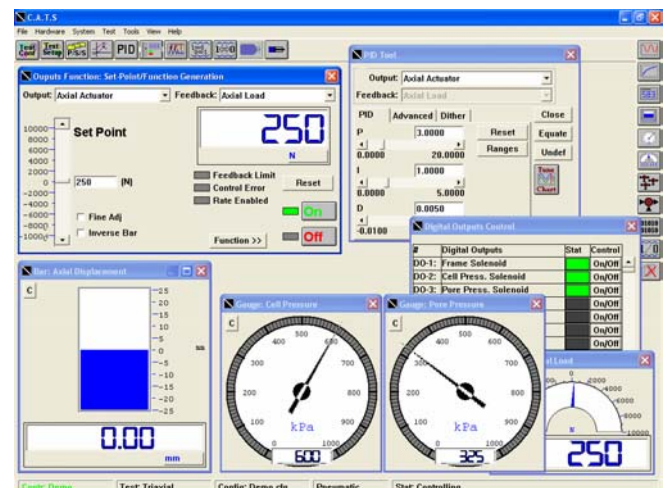 C.A.T.S
File Hardware System Test Tools View Help
Test Conf Test Setup P/S/S PID
Ouputs Function: Set-Point/Function Generation
Output: Axial Actuator Feedback: Axial Load
Set Point
10000
8000
6000
4000
2000
0
-2000
-4000
-6000
-8000
250 (N)
250
N
Feedback Limit
Control Error
Rate Enabled
Reset
On
Off
Fine Adj
Inverse Bar
Function >>
PID Tuet
Output: Axial Actuator
Feedback: Axial Load
PID Advanced Dither Close
P 3.0000 Reset Equate
0.0000 20.0000 Ranges Undef
I 1.0000
0.0000 5.0000
Tune Chart
D 0.0050
-0.0100
Digital Outputs Control
# Digital Outputs Stat Control
DO-1: Frame Solenoid On/Off
DO-2: Cell Press. Solenoid On/Off
DO-3: Pore Press. Solenoid On/Off
On/Off
On/Off
On/Off
On/Off
Bar: Axial Displacement
C
25
20
15
10
5
0
-5
-10
-15
-20
-25
mm
0.00
mm
Gauge: Cell Pressure
C
0 100 200 300 400 500 600 700 800 900 1000
kPa
600
Gauge: Pore Pressure
C
0 100 200 300 400 500 600 700 800 900 1000
kPa
325
al Load
0 2000 4000 6000 8000 10000
N
250
Contr: Demo Test: Triaxial Config: Demo.cfg Pneumatic Stat: Controlling